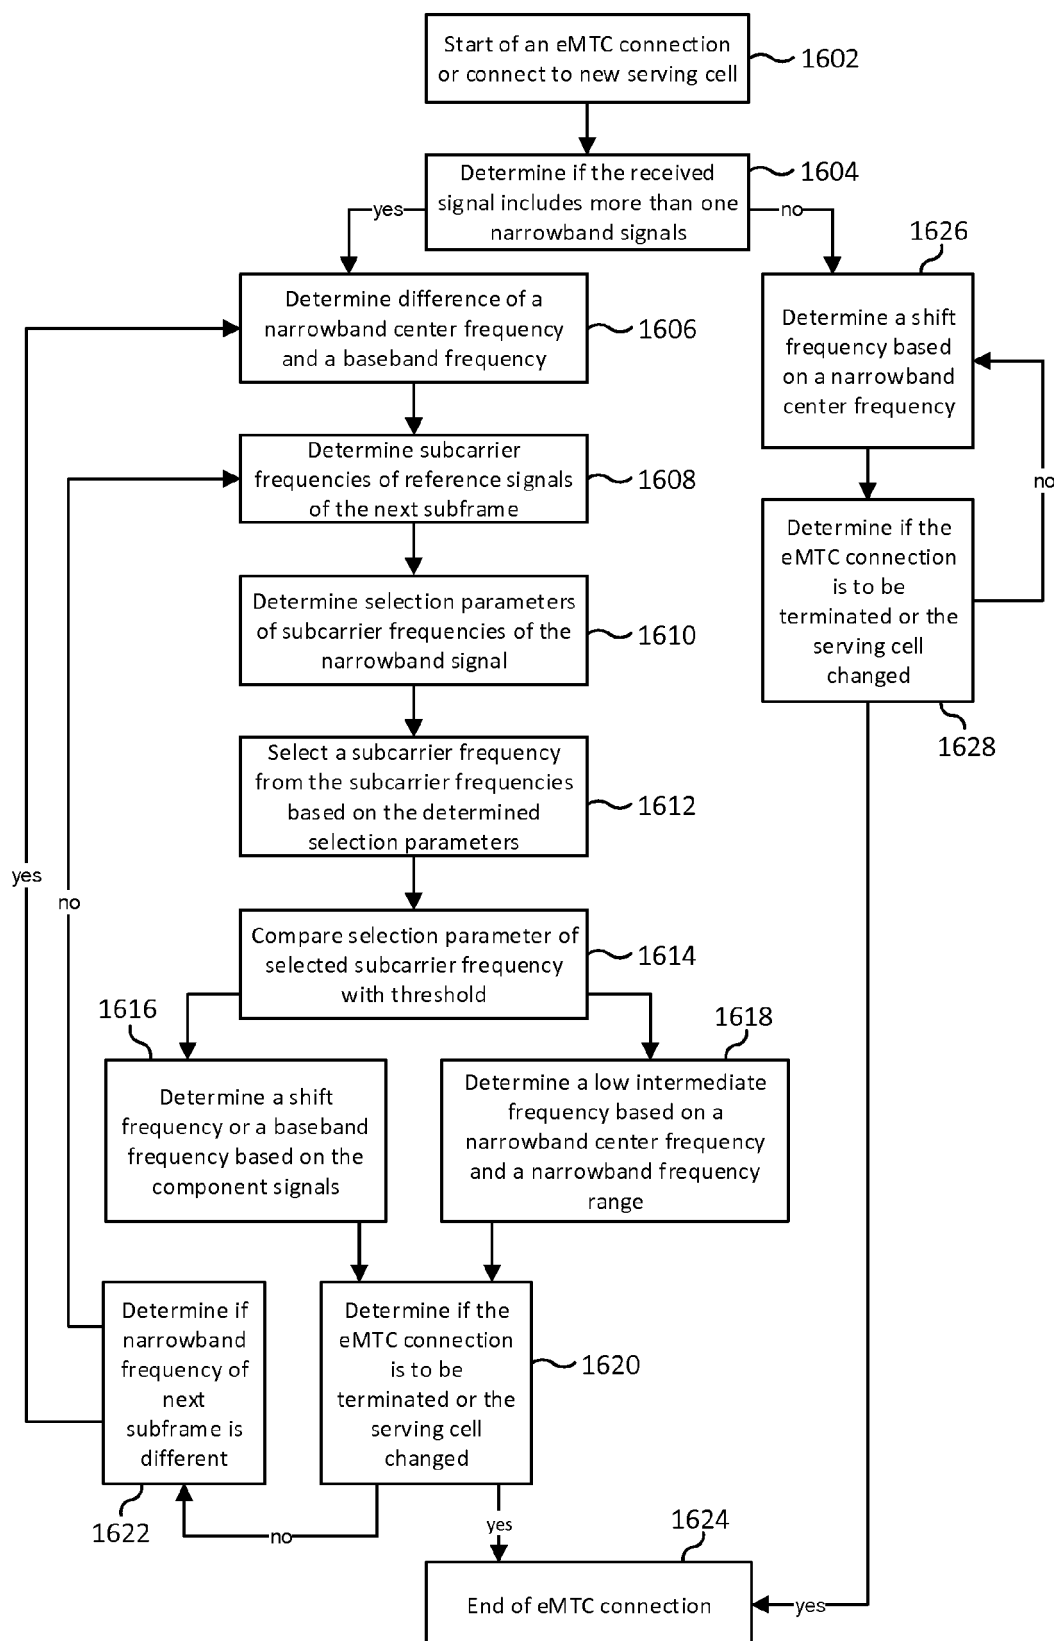 Start of an eMTC connection
or connect to new serving cell
1602
Determine if the received
signal includes more than one
narrowband signals
1604
yes
no
1626
Determine difference of a
narrowband center frequency
and a baseband frequency
1606
Determine a shift
frequency based
on a narrowband
center frequency
Determine subcarrier
frequencies of reference signals
of the next subframe
1608
no
Determine if the
eMTC connection
is to be
terminated or the
serving cell
changed
1628
Determine selection parameters
of subcarrier frequencies of the
narrowband signal
1610
Select a subcarrier frequency
from the subcarrier frequencies
based on the determined
selection parameters
1612
yes
no
Compare selection parameter of
selected subcarrier frequency
with threshold
1614
1616
1618
Determine a shift
frequency or a baseband
frequency based on the
component signals
Determine a low intermediate
frequency based on a
narrowband center frequency
and a narrowband frequency
range
Determine if
narrowband
frequency of
next
subframe is
different
1622
Determine if the
eMTC connection
is to be
terminated or the
serving cell
changed
1620
no
yes
1624
End of eMTC connection
yes